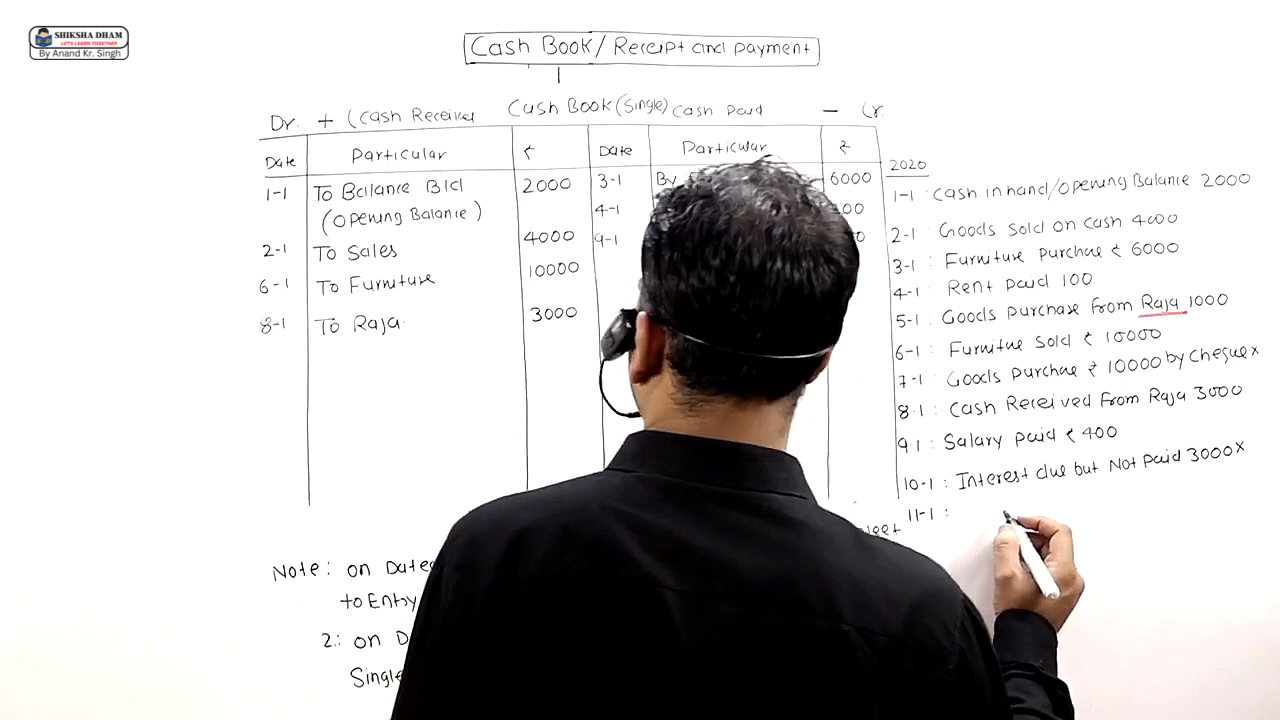 SHIKSHA DHAM
LET'S LEARN TOGETHER
By Anand Kr. Singh
Cash Book/Receipt and payment
Dr. + (Cash Received Cash Book (Single) Cash Paid - Cr.
Date Particular ₹ Date Particular ₹
1-1 To Balance B/d 2000 3-1 By 6000
(Opening Balance) 4-1
2-1 To Sales 4000 9-1
6-1 To Furniture 10000
8-1 To Raja 3000
2020
1-1 : Cash in hand/Opening Balance 2000
2-1 : Goods Sold on Cash 4000
3-1 : Furniture Purchase ₹ 6000
4-1 : Rent Paid 100
5-1 : Goods Purchase from Raja 1000
6-1 : Furniture Sold ₹ 10000
7-1 : Goods Purchase ₹ 10000 by Cheque x
8-1 : Cash Received from Raja 3000
9-1 : Salary Paid ₹ 400
10-1 : Interest due but Not Paid 3000 x
11-1 :
Note: on Date
to Entry
2:: on D
Single